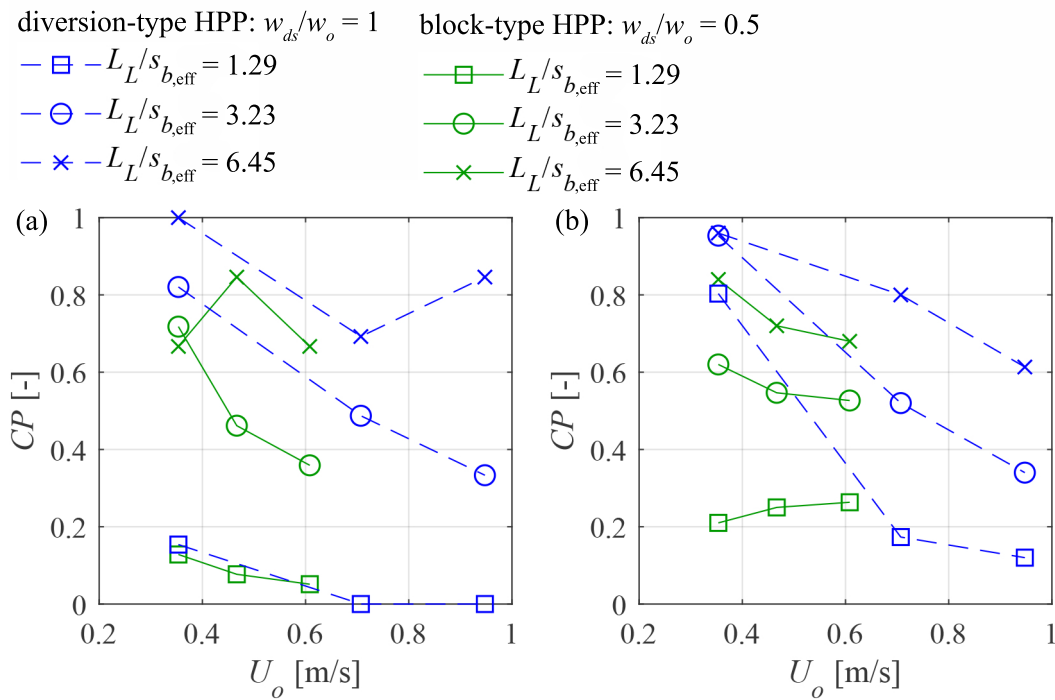 diversion-type HPP: w_ds/w_o = 1
L_L/s_b,eff = 1.29
L_L/s_b,eff = 3.23
L_L/s_b,eff = 6.45
block-type HPP: w_ds/w_o = 0.5
L_L/s_b,eff = 1.29
L_L/s_b,eff = 3.23
L_L/s_b,eff = 6.45
(a)
1
0.8
0.6
0.4
0.2
0
CP [-]
0.2 0.4 0.6 0.8 1
U_o [m/s]
(b)
1
0.8
0.6
0.4
0.2
0
CP [-]
0.2 0.4 0.6 0.8 1
U_o [m/s]